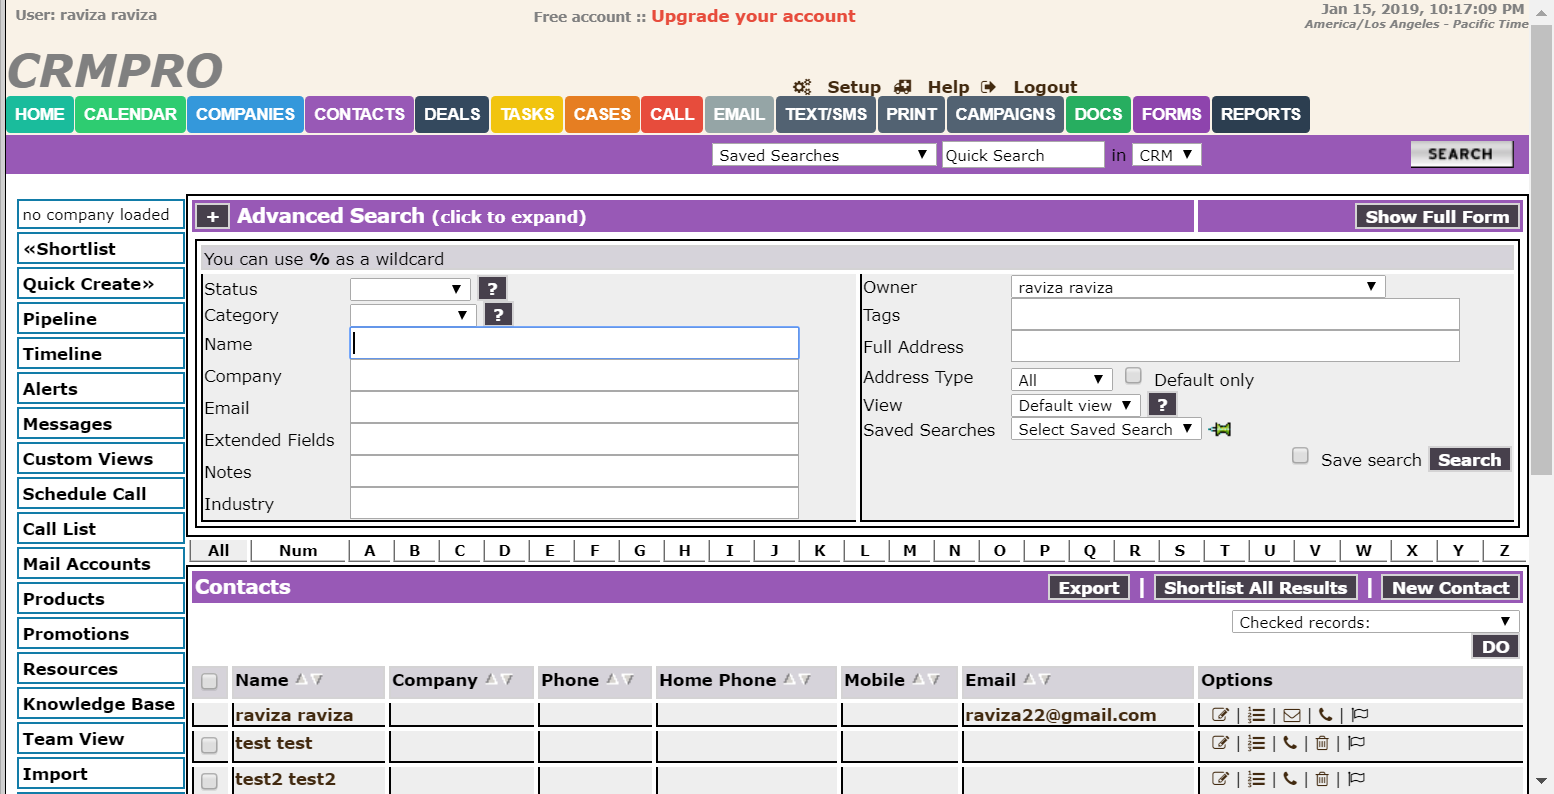 User: raviza raviza
Free account :: Upgrade your account
Jan 15, 2019, 10:17:09 PM
America/Los Angeles - Pacific Time
CRMPRO
Setup Help Logout
HOME CALENDAR COMPANIES CONTACTS DEALS TASKS CASES CALL EMAIL TEXT/SMS PRINT CAMPAIGNS DOCS FORMS REPORTS
Saved Searches Quick Search in CRM SEARCH
no company loaded
«Shortlist
Quick Create»
Pipeline
Timeline
Alerts
Messages
Custom Views
Schedule Call
Call List
Mail Accounts
Products
Promotions
Resources
Knowledge Base
Team View
Import
+ Advanced Search (click to expand) Show Full Form
You can use % as a wildcard
Status ?
Category ?
Name
Company
Email
Extended Fields
Notes
Industry
Owner raviza raviza
Tags
Full Address
Address Type All Default only
View Default view ?
Saved Searches Select Saved Search
Save search Search
All Num A B C D E F G H I J K L M N O P Q R S T U V W X Y Z
Contacts Export | Shortlist All Results | New Contact
Checked records:
DO
Name Company Phone Home Phone Mobile Email Options
raviza raviza raviza22@gmail.com | | | |
test test | | | |
test2 test2 | | | |